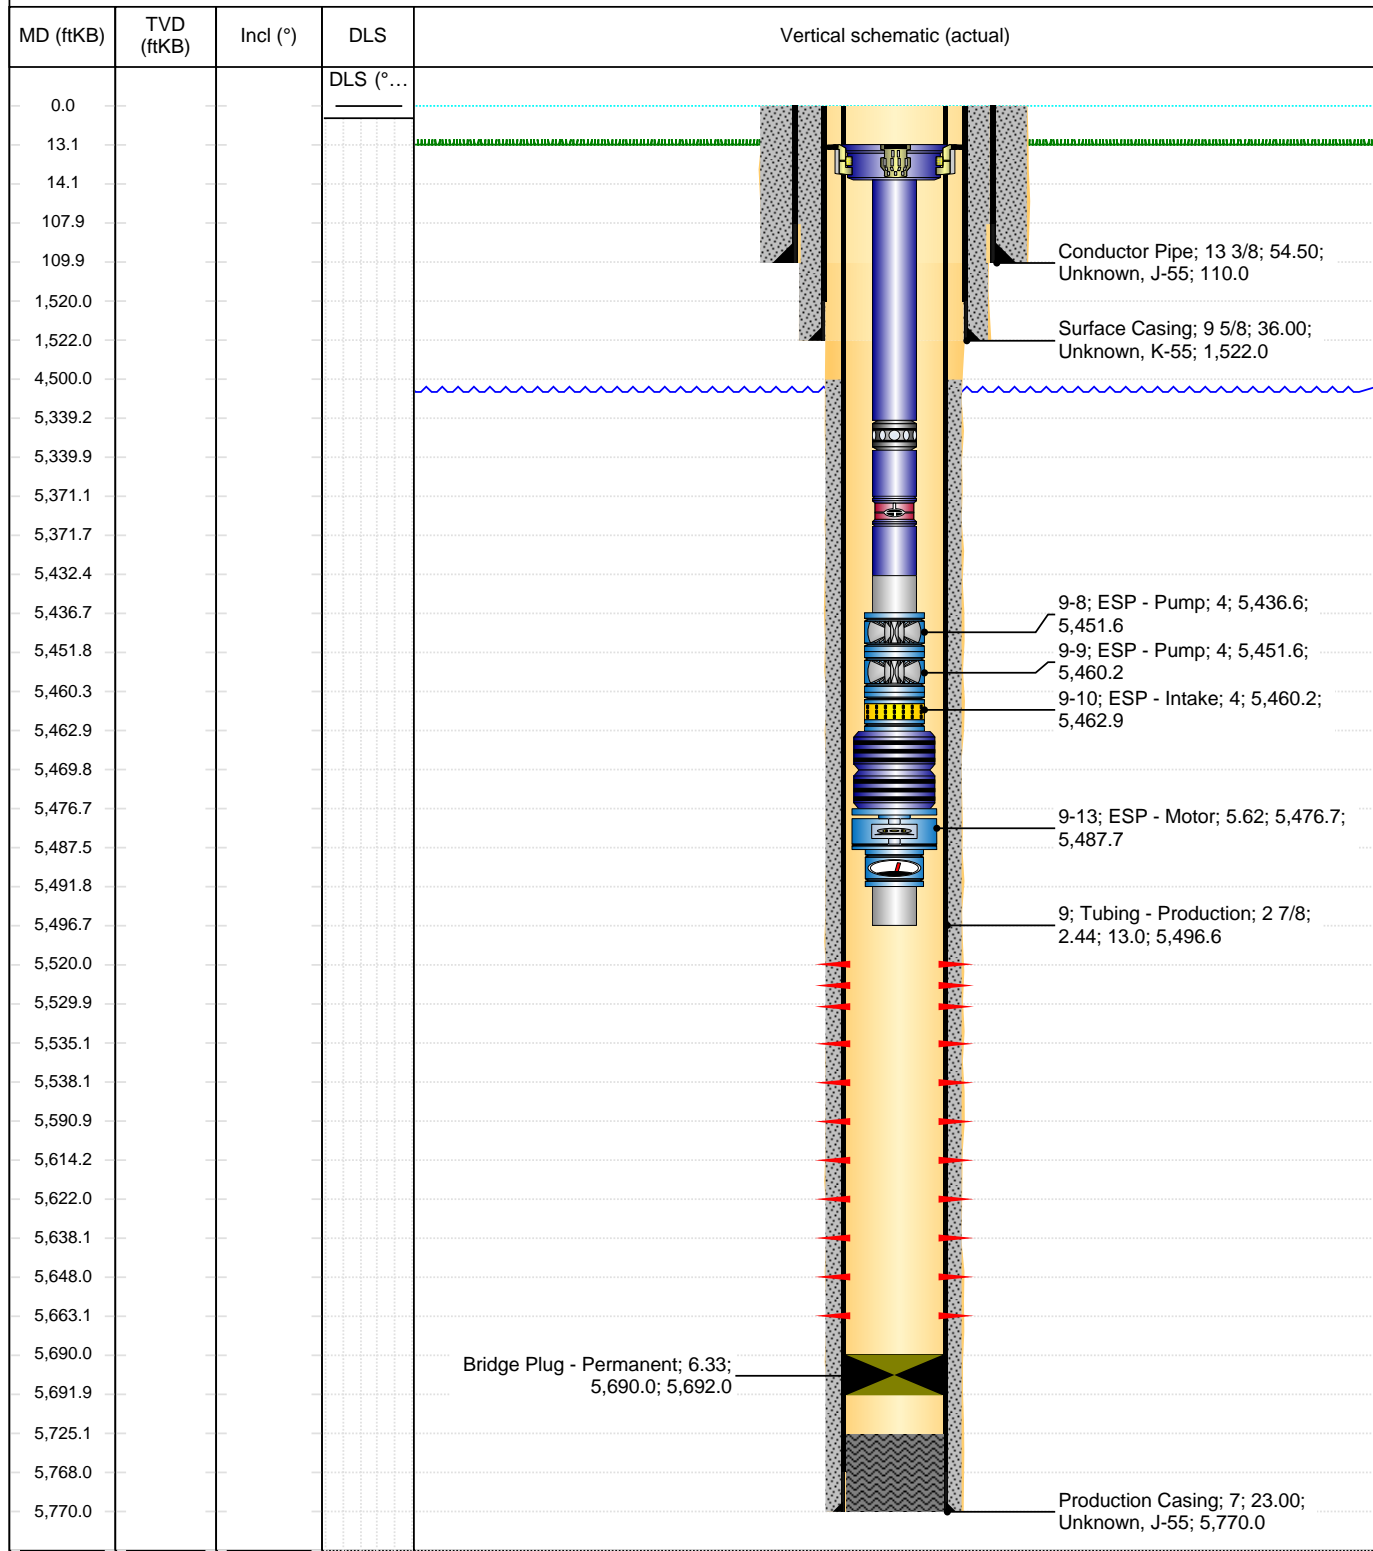 MD (ftKB)
TVD
(ftKB)
Incl (°)
DLS
Vertical schematic (actual)
DLS (°...
0.0
13.1
14.1
107.9
109.9
1,520.0
1,522.0
4,500.0
5,339.2
5,339.9
5,371.1
5,371.7
5,432.4
5,436.7
5,451.8
5,460.3
5,462.9
5,469.8
5,476.7
5,487.5
5,491.8
5,496.7
5,520.0
5,529.9
5,535.1
5,538.1
5,590.9
5,614.2
5,622.0
5,638.1
5,648.0
5,663.1
5,690.0
5,691.9
5,725.1
5,768.0
5,770.0
Conductor Pipe; 13 3/8; 54.50;
Unknown, J-55; 110.0
Surface Casing; 9 5/8; 36.00;
Unknown, K-55; 1,522.0
9-8; ESP - Pump; 4; 5,436.6;
5,451.6
9-9; ESP - Pump; 4; 5,451.6;
5,460.2
9-10; ESP - Intake; 4; 5,460.2;
5,462.9
9-13; ESP - Motor; 5.62; 5,476.7;
5,487.7
9; Tubing - Production; 2 7/8;
2.44; 13.0; 5,496.6
Bridge Plug - Permanent; 6.33;
5,690.0; 5,692.0
Production Casing; 7; 23.00;
Unknown, J-55; 5,770.0